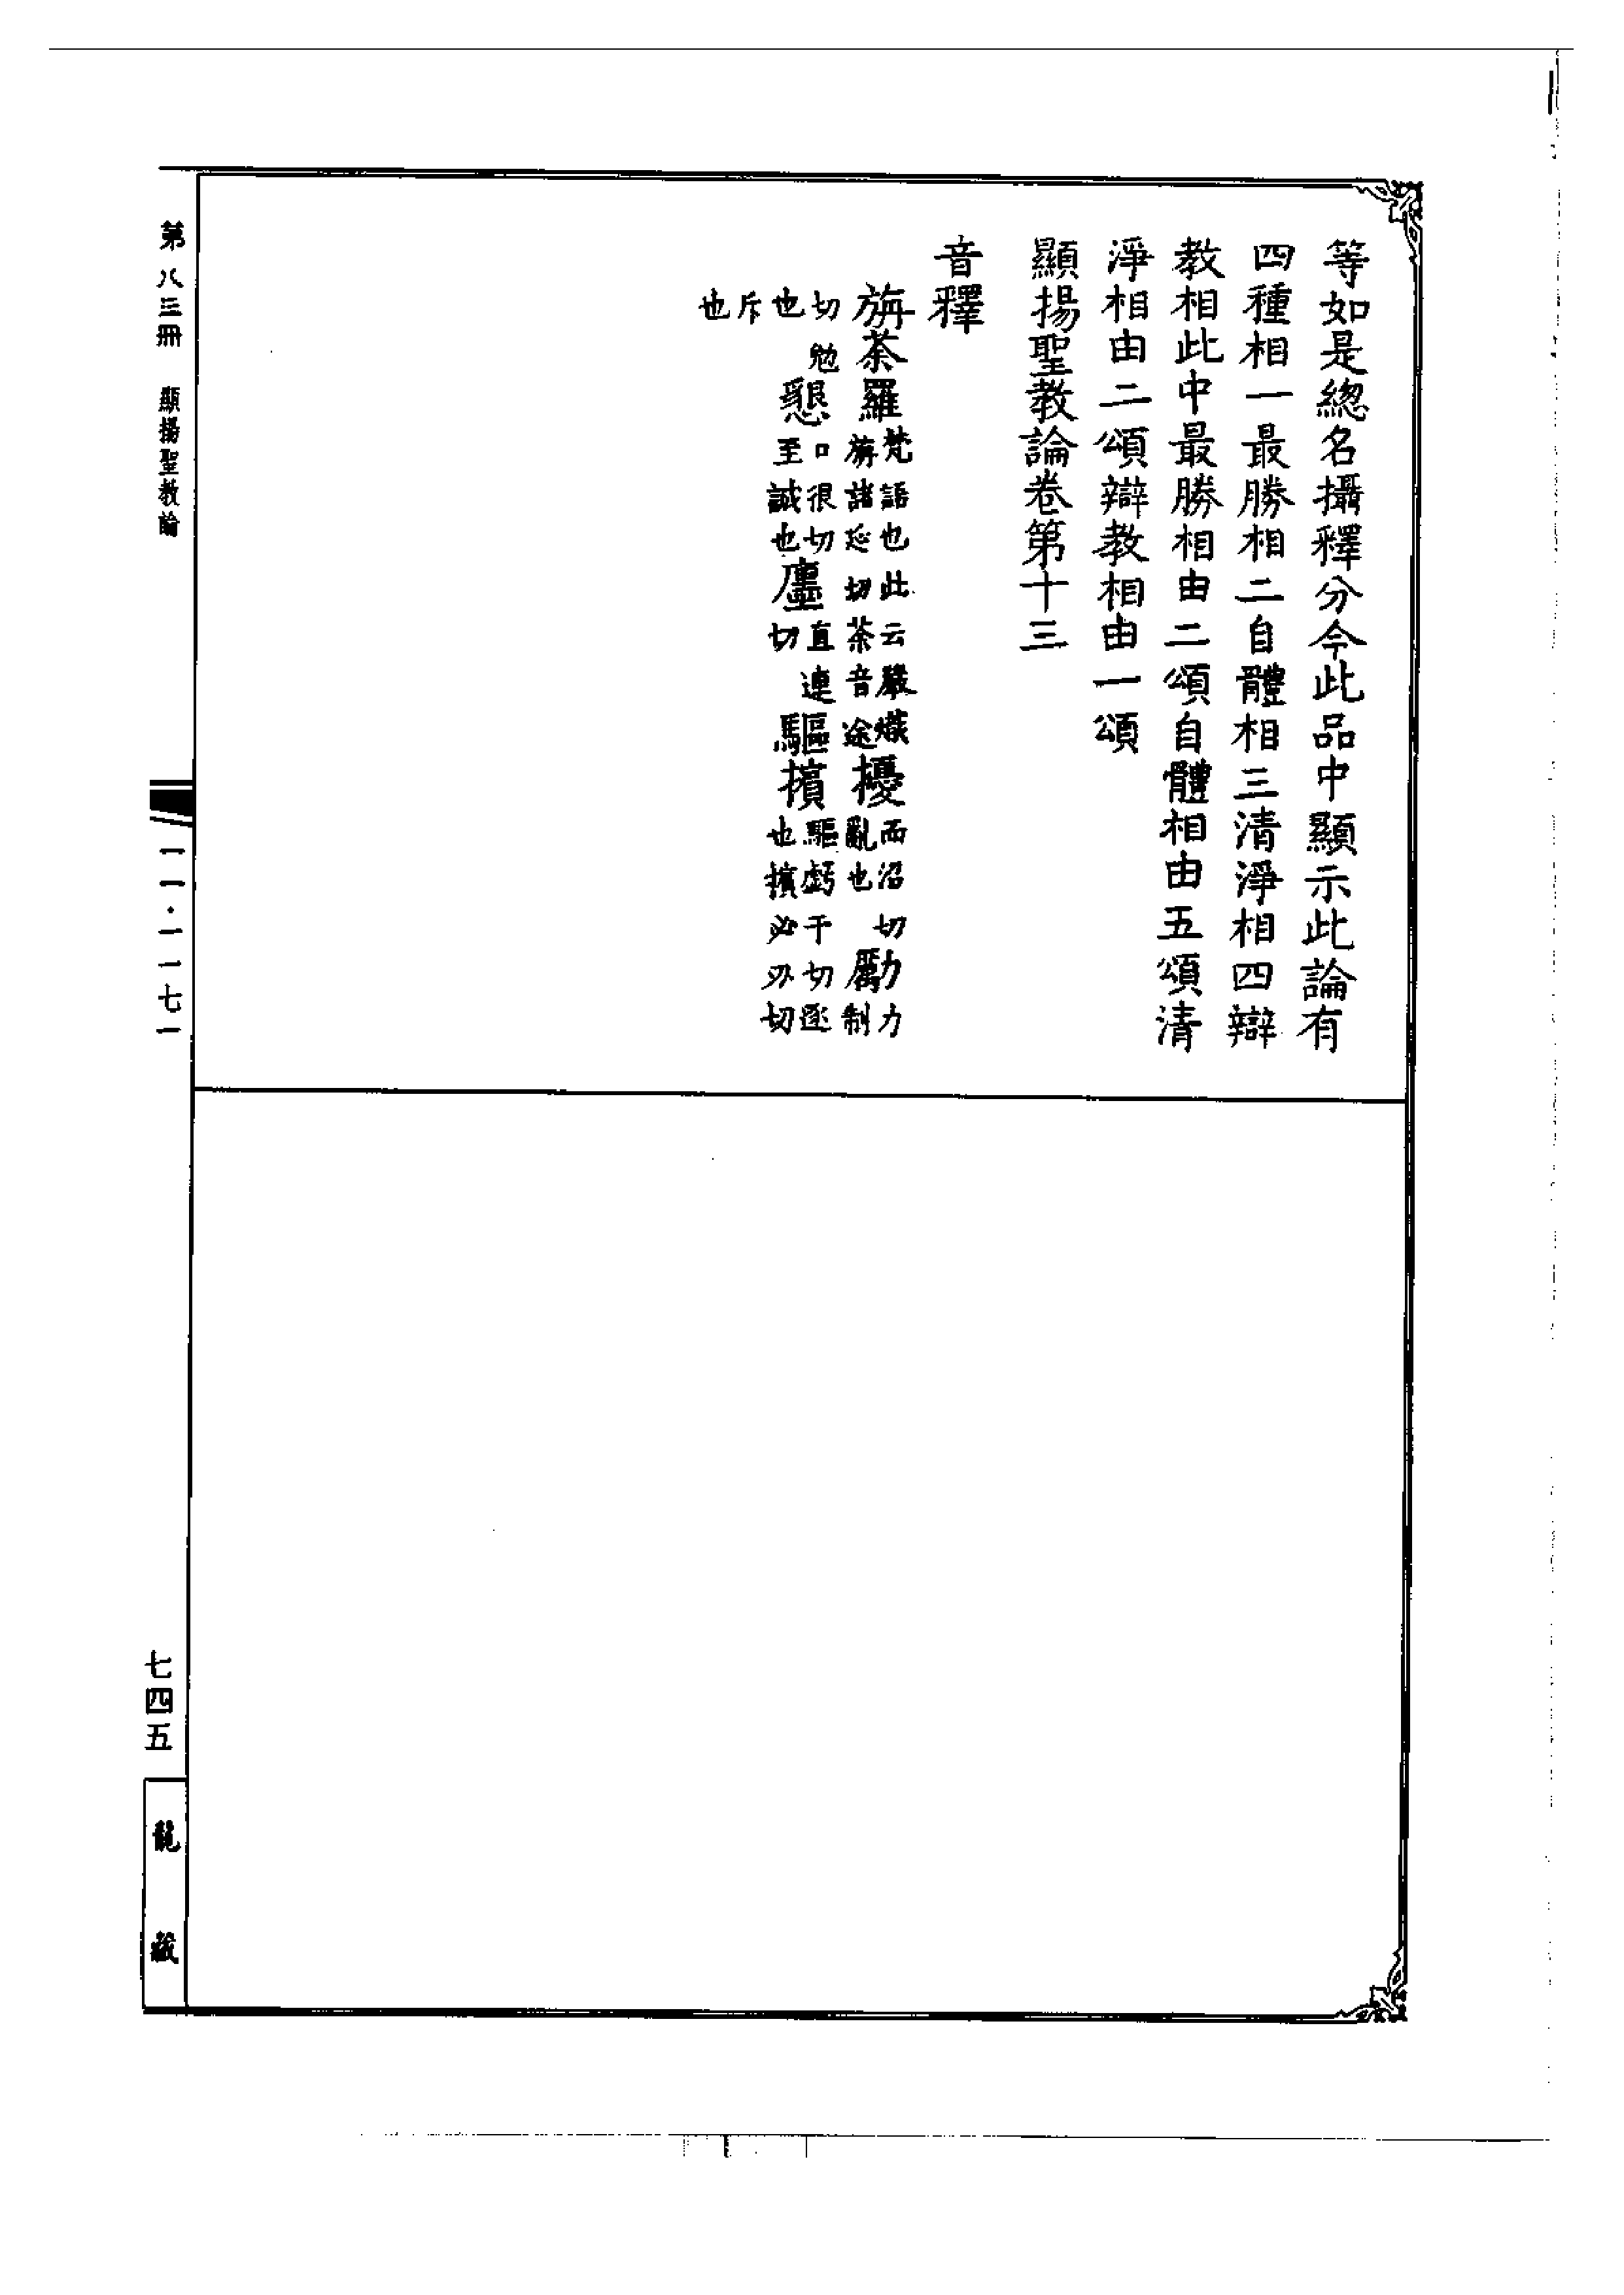 等如是總名攝釋分今此品中顯示此論有
四種相一最勝相二自體相三清淨相四辯
教相此中最勝相由二頌自體相由五頌清
淨相由二頌辯教相由一頌
顯揚聖教論卷第十三
音釋
旃荼羅梵語也此云嚴熾旃諸延切荼音途擾而沼切亂也勵力制
切勉也懇口很切至誠也廛直連切驅擯驅虧于切逐也擯必刃切
斥也
第八三冊 顯揚聖教論
一一·一一七一
七四五
龍藏